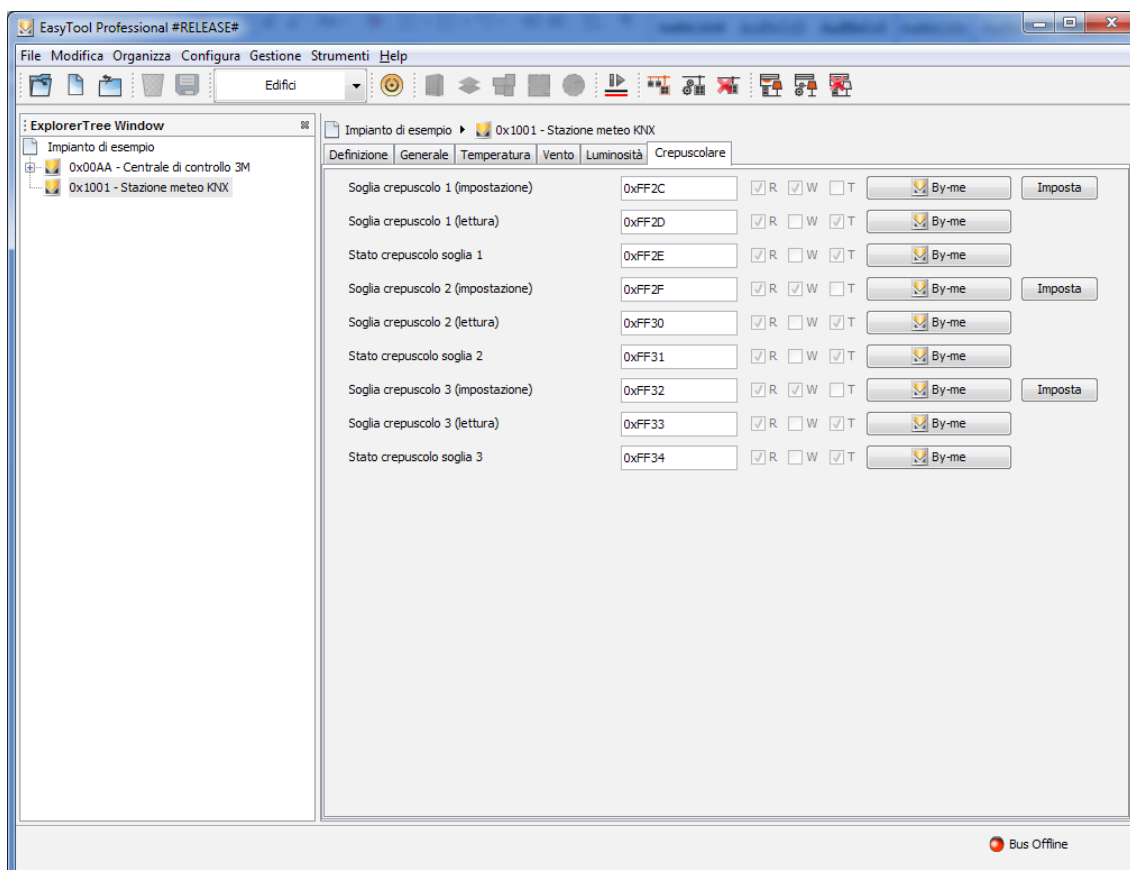 EasyTool Professional #RELEASE#
File Modifica Organizza Configura Gestione Strumenti Help
Edifici
ExplorerTree Window
Impianto di esempio
0x00AA - Centrale di controllo 3M
0x1001 - Stazione meteo KNX
Impianto di esempio 0x1001 - Stazione meteo KNX
Definizione Generale Temperatura Vento Luminosità Crepuscolare
Soglia crepuscolo 1 (impostazione) 0xFF2C R W T By-me Imposta
Soglia crepuscolo 1 (lettura) 0xFF2D R W T By-me
Stato crepuscolo soglia 1 0xFF2E R W T By-me
Soglia crepuscolo 2 (impostazione) 0xFF2F R W T By-me Imposta
Soglia crepuscolo 2 (lettura) 0xFF30 R W T By-me
Stato crepuscolo soglia 2 0xFF31 R W T By-me
Soglia crepuscolo 3 (impostazione) 0xFF32 R W T By-me Imposta
Soglia crepuscolo 3 (lettura) 0xFF33 R W T By-me
Stato crepuscolo soglia 3 0xFF34 R W T By-me
Bus Offline